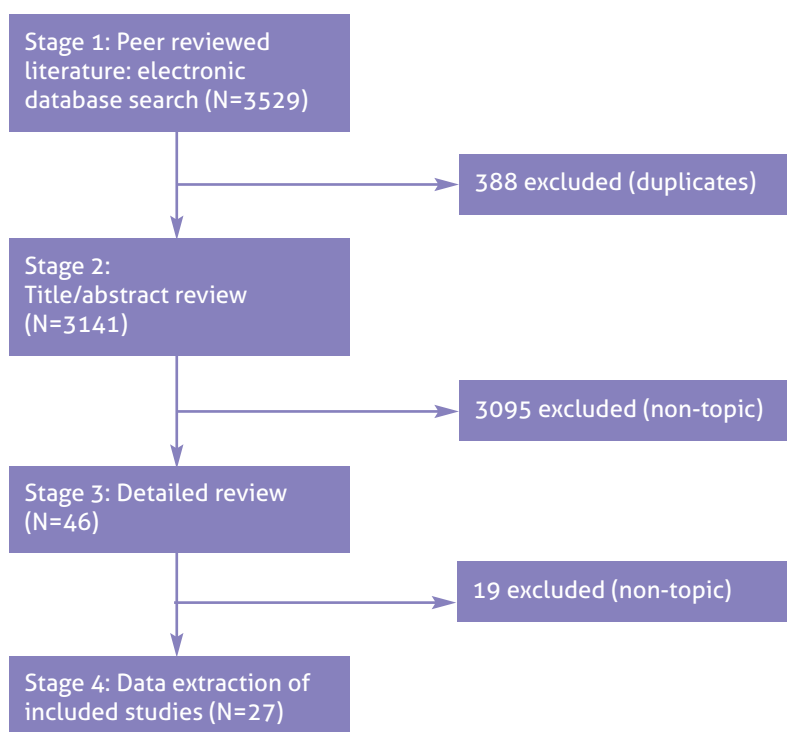 Stage 1: Peer reviewed
literature: electronic
database search (N=3529)
388 excluded (duplicates)
Stage 2:
Title/abstract review
(N=3141)
3095 excluded (non-topic)
Stage 3: Detailed review
(N=46)
19 excluded (non-topic)
Stage 4: Data extraction of
included studies (N=27)